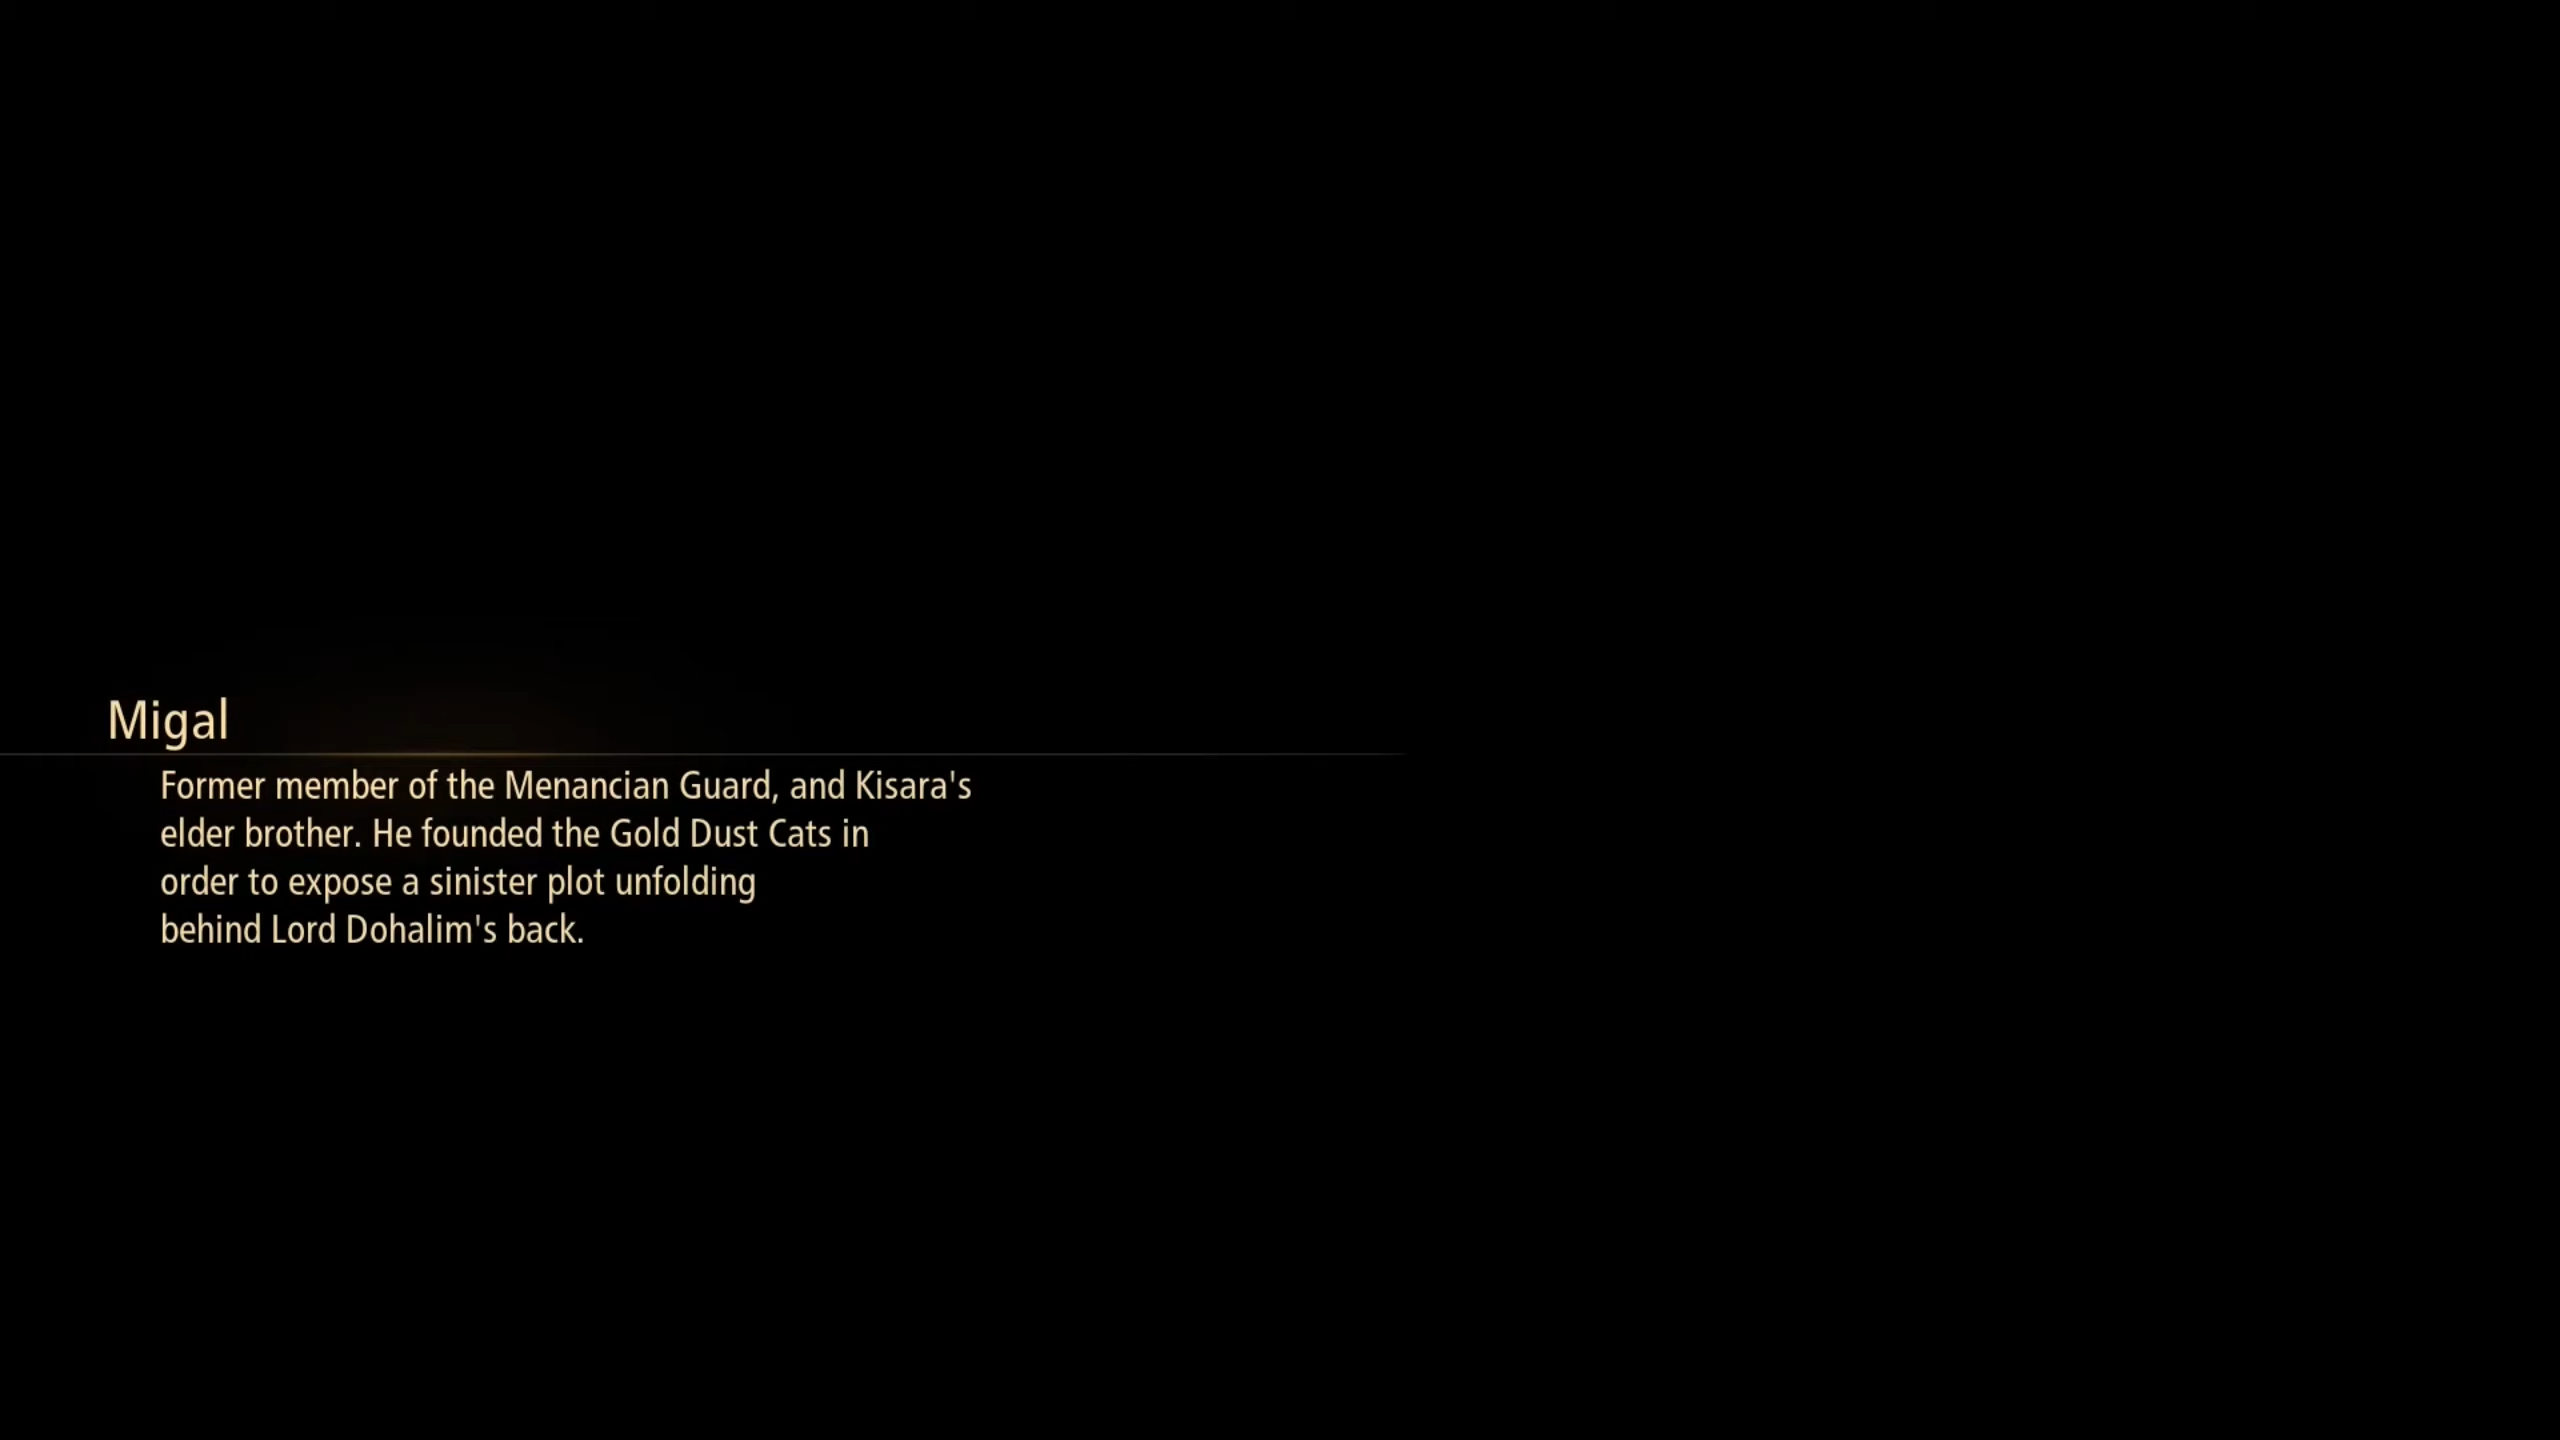 Migal
Former member of the Menancian Guard, and Kisara's
elder brother. He founded the Gold Dust Cats in
order to expose a sinister plot unfolding
behind Lord Dohalim's back.